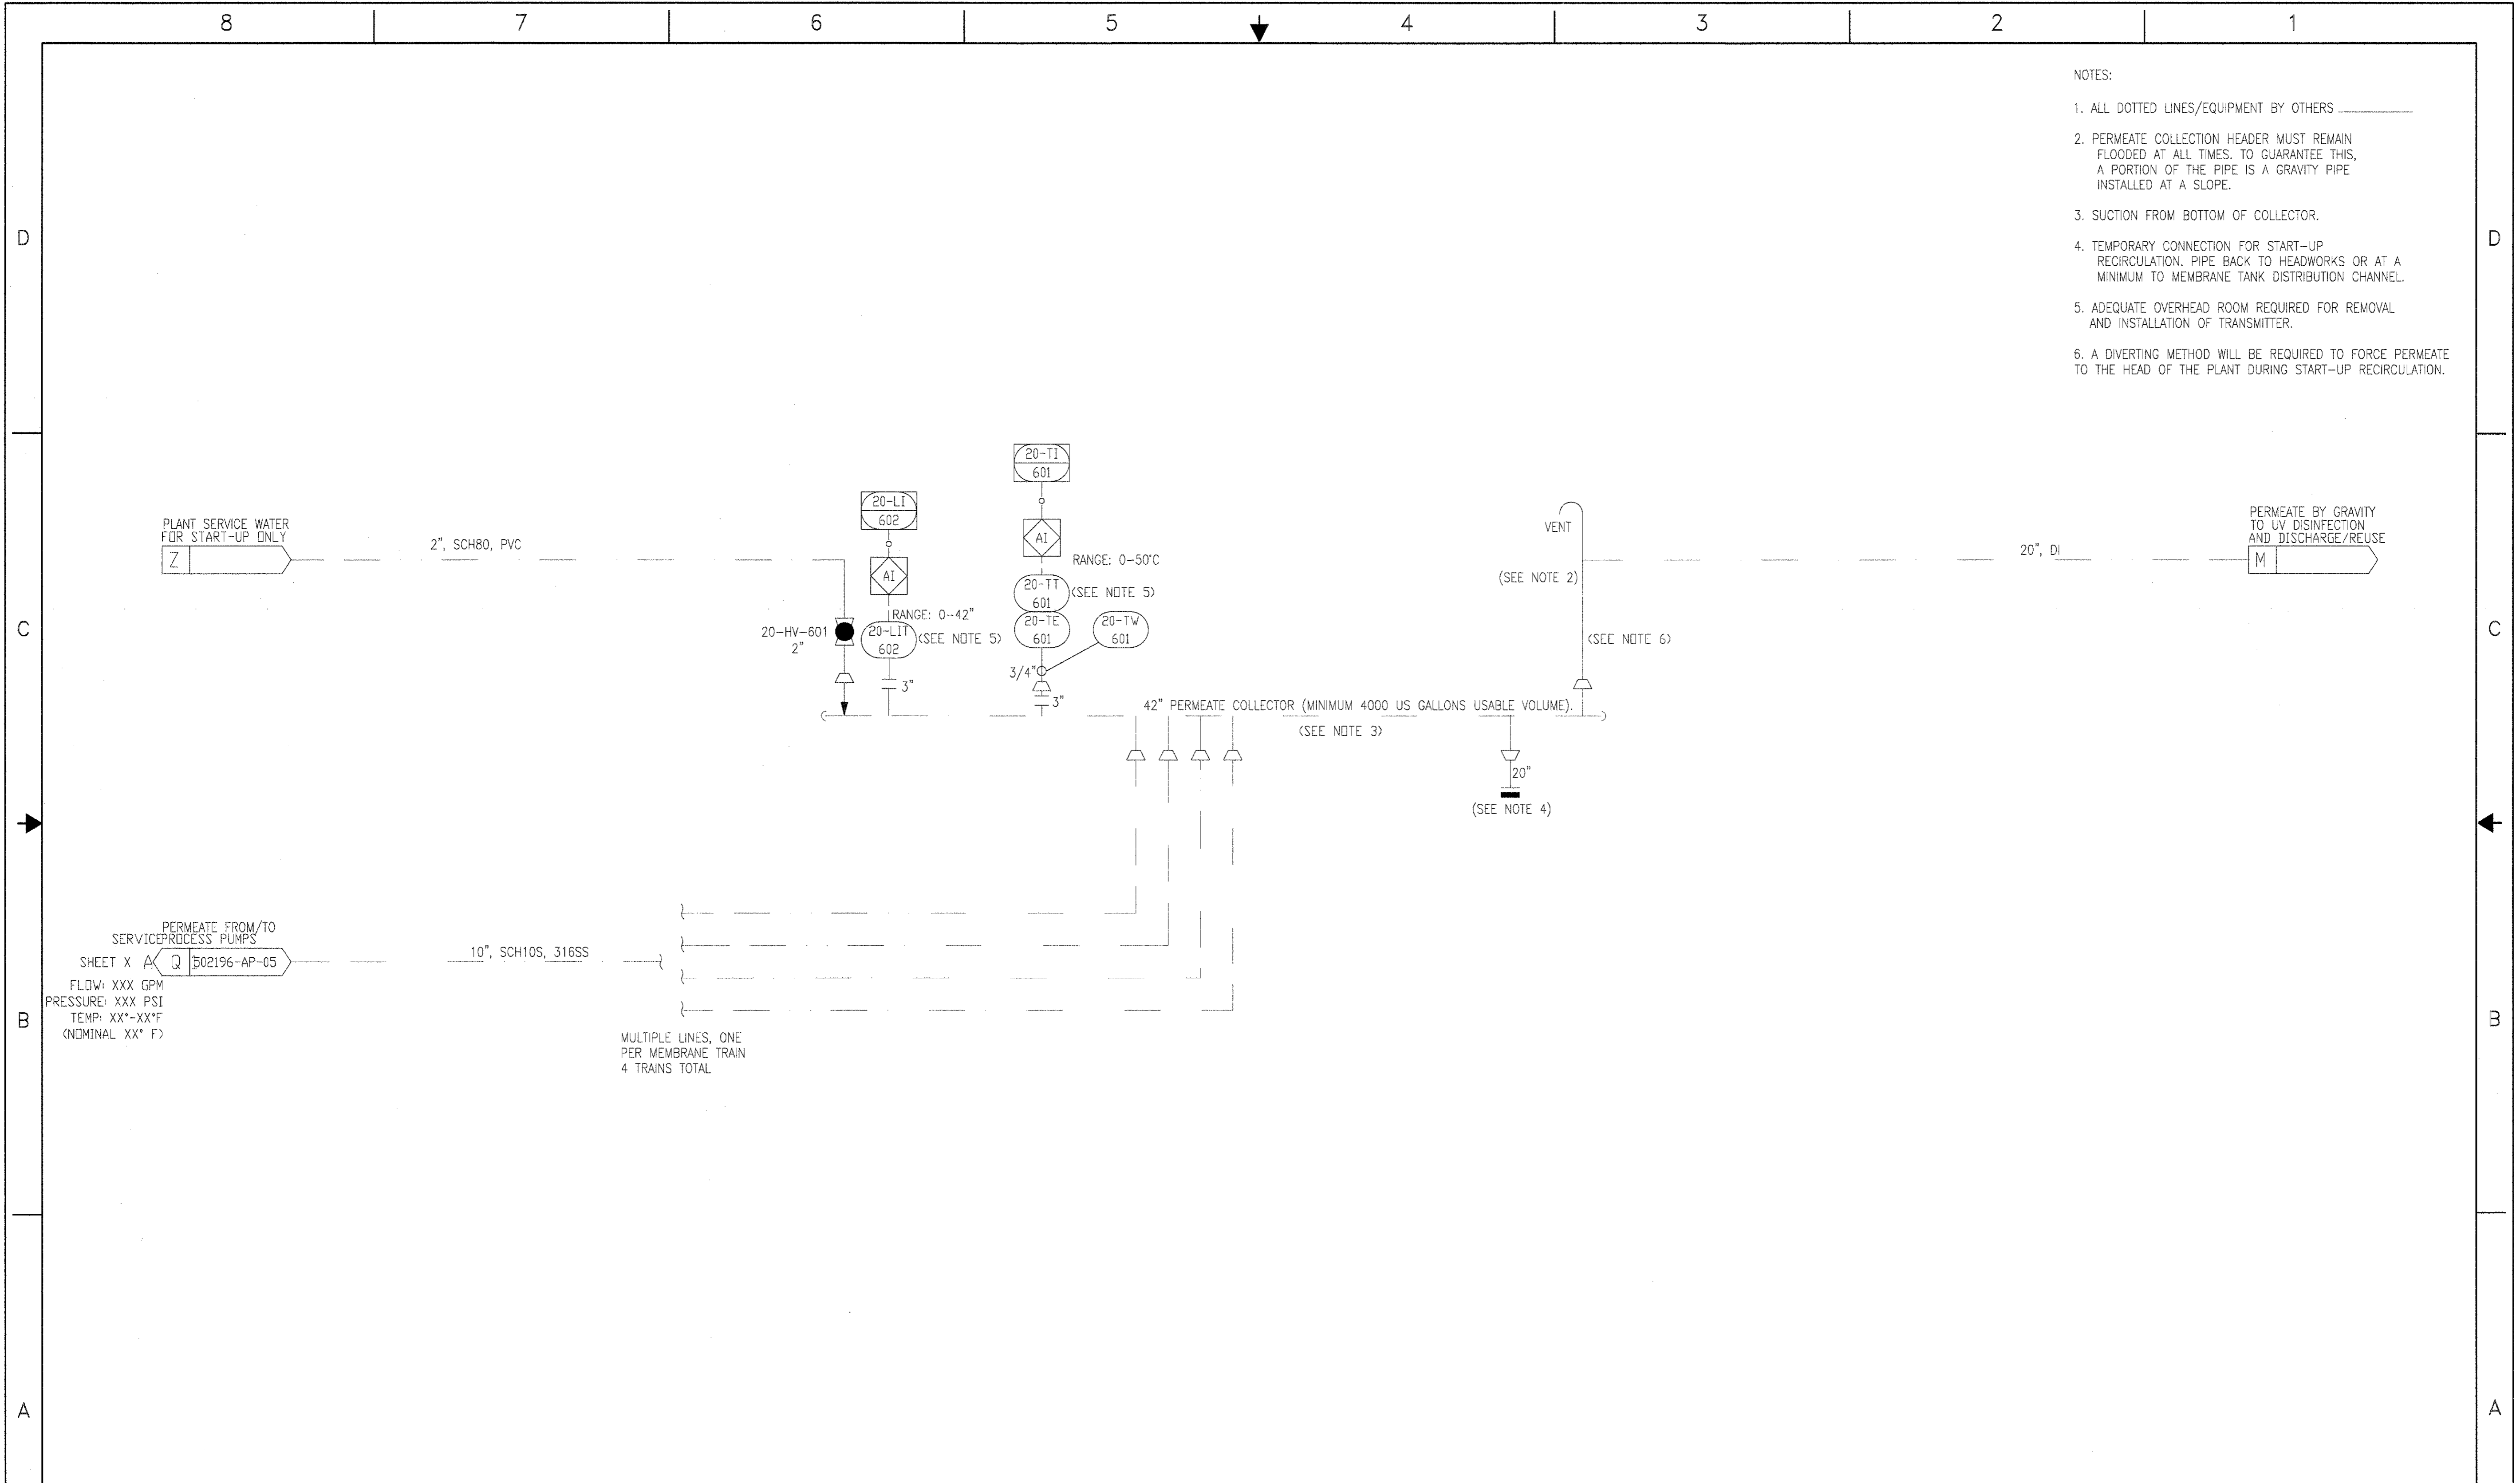 8 7 6 5 4 3 2 1
NOTES:
1. ALL DOTTED LINES/EQUIPMENT BY OTHERS
2. PERMEATE COLLECTION HEADER MUST REMAIN
FLOODED AT ALL TIMES. TO GUARANTEE THIS,
A PORTION OF THE PIPE IS A GRAVITY PIPE
INSTALLED AT A SLOPE.
3. SUCTION FROM BOTTOM OF COLLECTOR.
4. TEMPORARY CONNECTION FOR START-UP
RECIRCULATION. PIPE BACK TO HEADWORKS OR AT A
MINIMUM TO MEMBRANE TANK DISTRIBUTION CHANNEL.
5. ADEQUATE OVERHEAD ROOM REQUIRED FOR REMOVAL
AND INSTALLATION OF TRANSMITTER.
6. A DIVERTING METHOD WILL BE REQUIRED TO FORCE PERMEATE
TO THE HEAD OF THE PLANT DURING START-UP RECIRCULATION.
D
D
PLANT SERVICE WATER
FOR START-UP ONLY
Z
2", SCH80, PVC
20-HV-601
2"
20-LI
602
AI
RANGE: 0-42"
20-LIT
602
(SEE NOTE 5)
3"
20-TI
601
AI
RANGE: 0-50°C
20-TT
601
(SEE NOTE 5)
20-TE
601
20-TW
601
3/4"
3"
VENT
(SEE NOTE 2)
(SEE NOTE 6)
20", DI
PERMEATE BY GRAVITY
TO UV DISINFECTION
AND DISCHARGE/REUSE
M
C
C
42" PERMEATE COLLECTOR (MINIMUM 4000 US GALLONS USABLE VOLUME).
(SEE NOTE 3)
20"
(SEE NOTE 4)
PERMEATE FROM/TO
SERVICE
PROCESS PUMPS
SHEET X
A
Q
502196-AP-05
FLOW: XXX GPM
PRESSURE: XXX PSI
TEMP: XX°-XX°F
(NOMINAL XX° F)
10", SCH10S, 316SS
MULTIPLE LINES, ONE
PER MEMBRANE TRAIN
4 TRAINS TOTAL
B
B
A
A